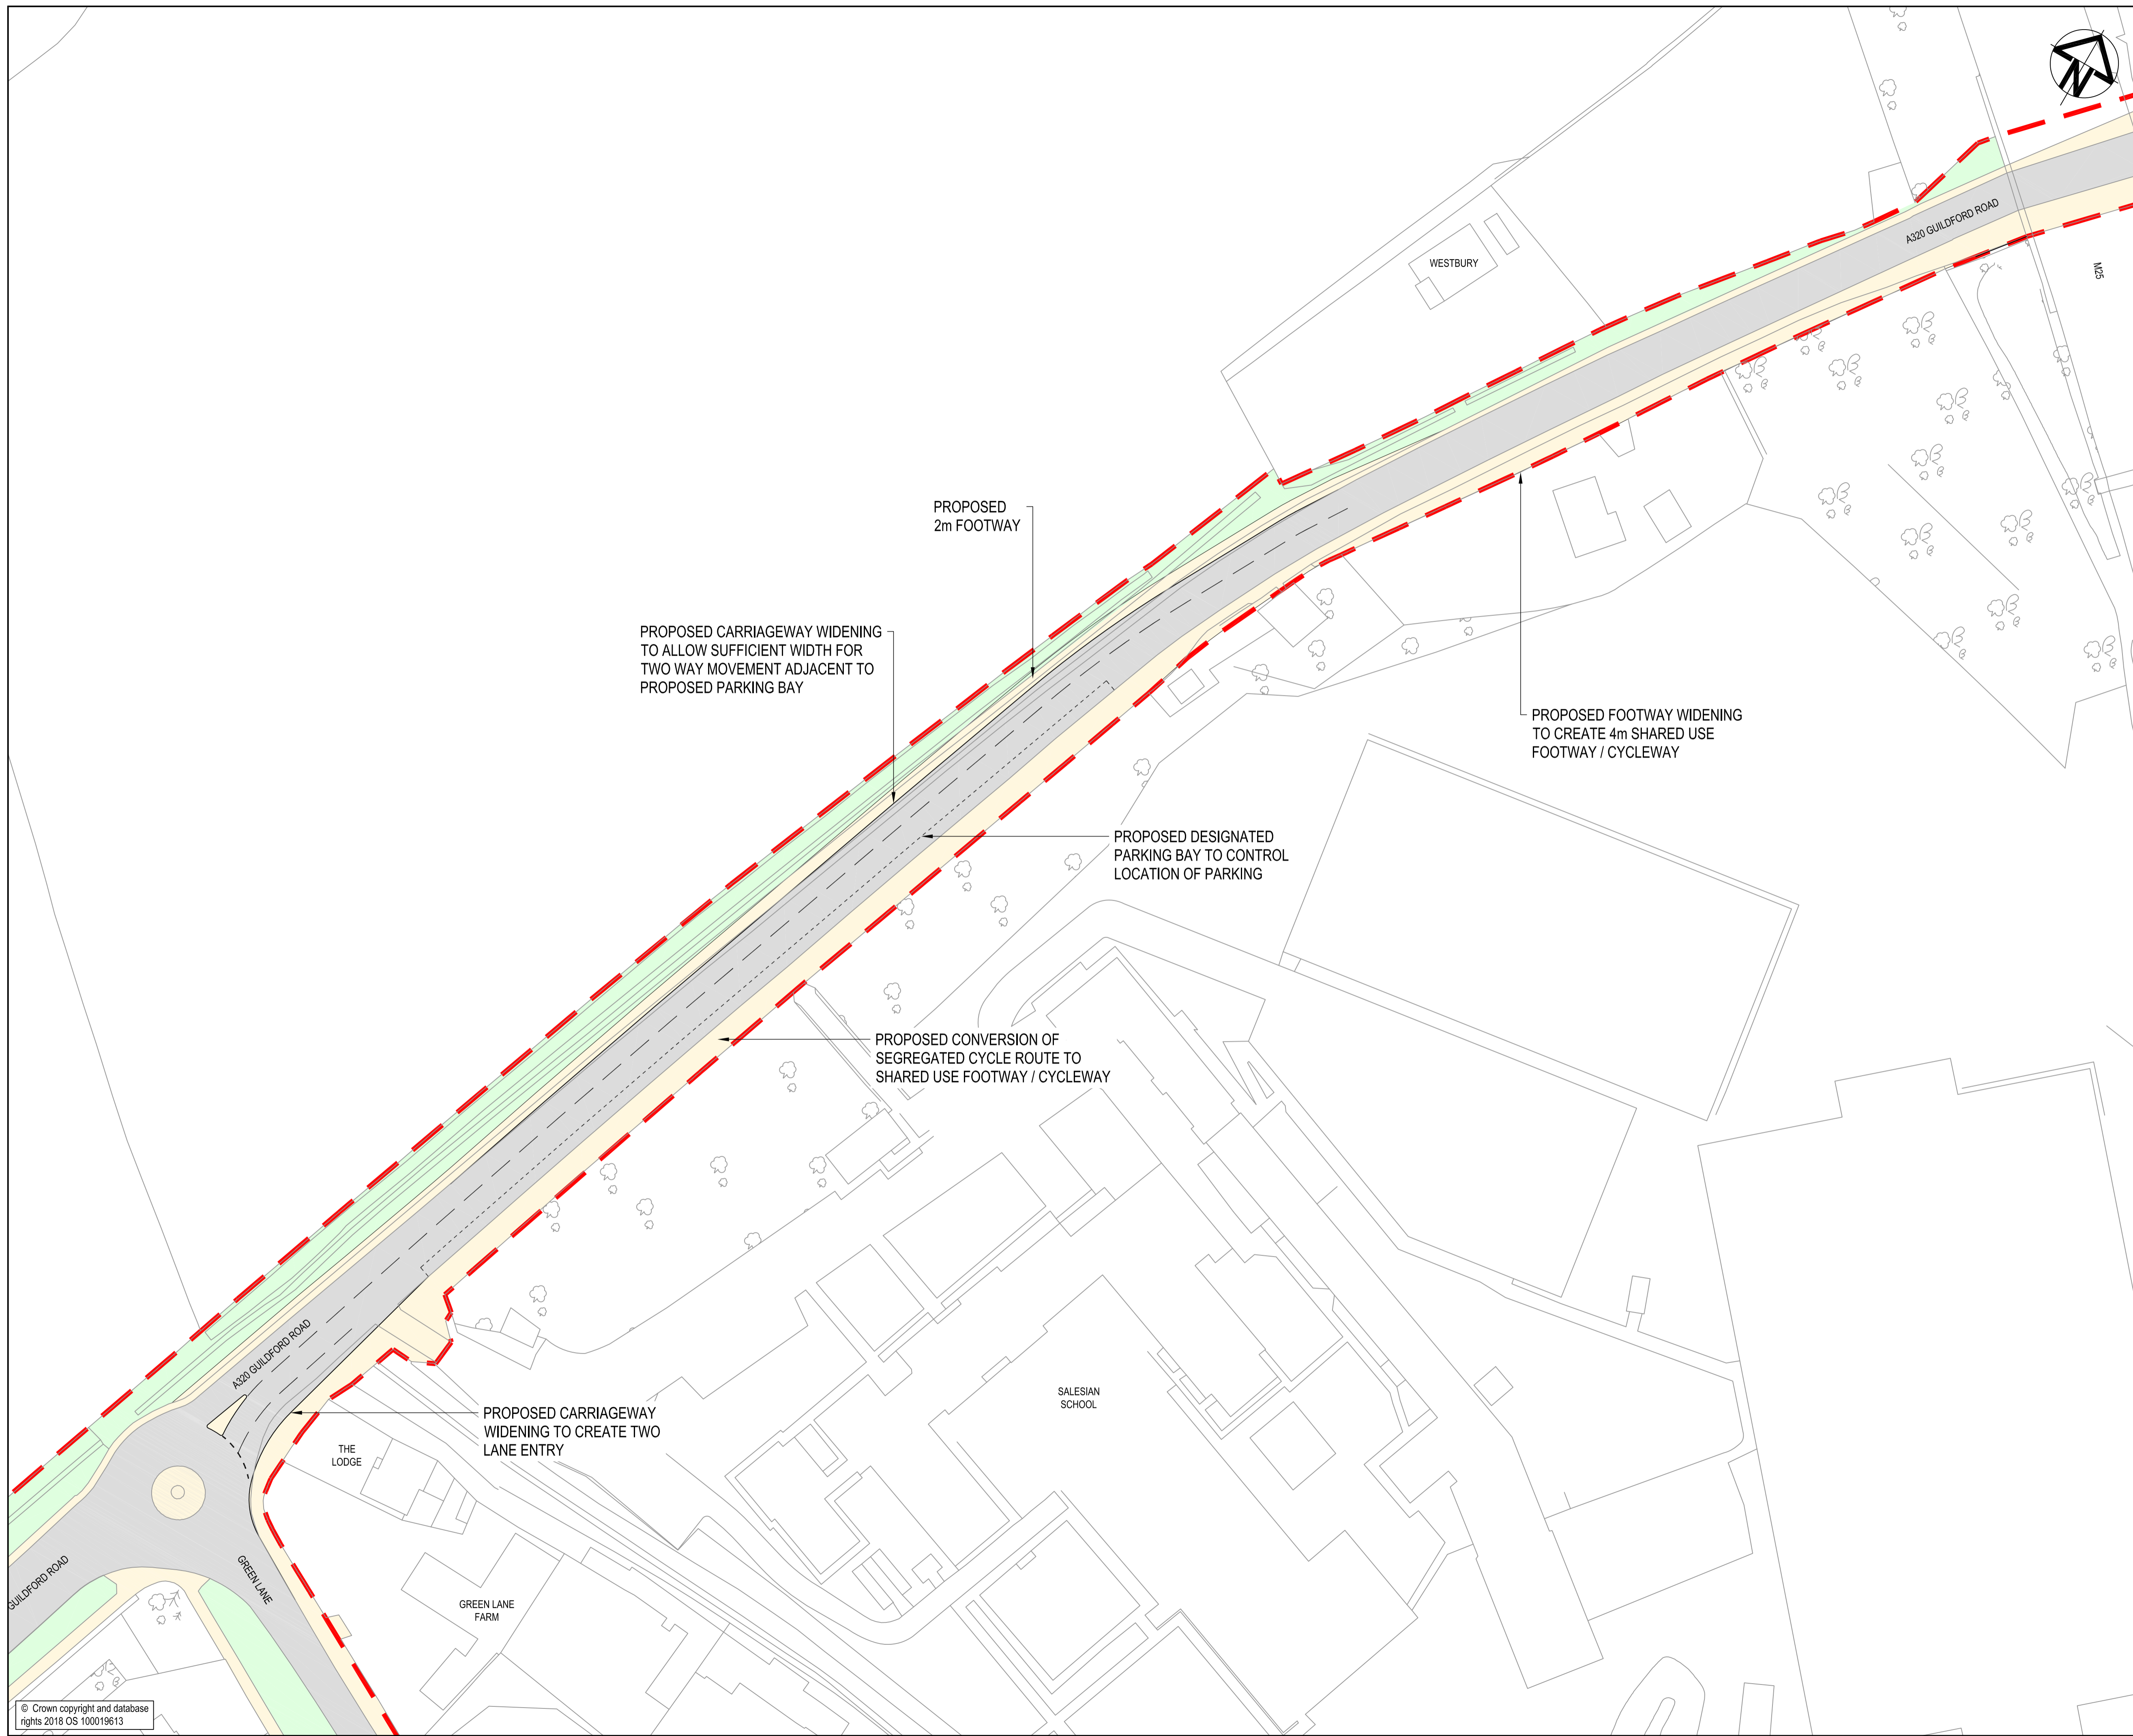 N
A320 GUILDFORD ROAD
M25
WESTBURY
PROPOSED
2m FOOTWAY
PROPOSED CARRIAGEWAY WIDENING
TO ALLOW SUFFICIENT WIDTH FOR
TWO WAY MOVEMENT ADJACENT TO
PROPOSED PARKING BAY
PROPOSED FOOTWAY WIDENING
TO CREATE 4m SHARED USE
FOOTWAY / CYCLEWAY
PROPOSED DESIGNATED
PARKING BAY TO CONTROL
LOCATION OF PARKING
PROPOSED CONVERSION OF
SEGREGATED CYCLE ROUTE TO
SHARED USE FOOTWAY / CYCLEWAY
A320 GUILDFORD ROAD
PROPOSED CARRIAGEWAY
WIDENING TO CREATE TWO
LANE ENTRY
SALESIAN
SCHOOL
THE
LODGE
GUILDFORD ROAD
GREEN LANE
GREEN LANE
FARM
© Crown copyright and database
rights 2018 OS 100019613